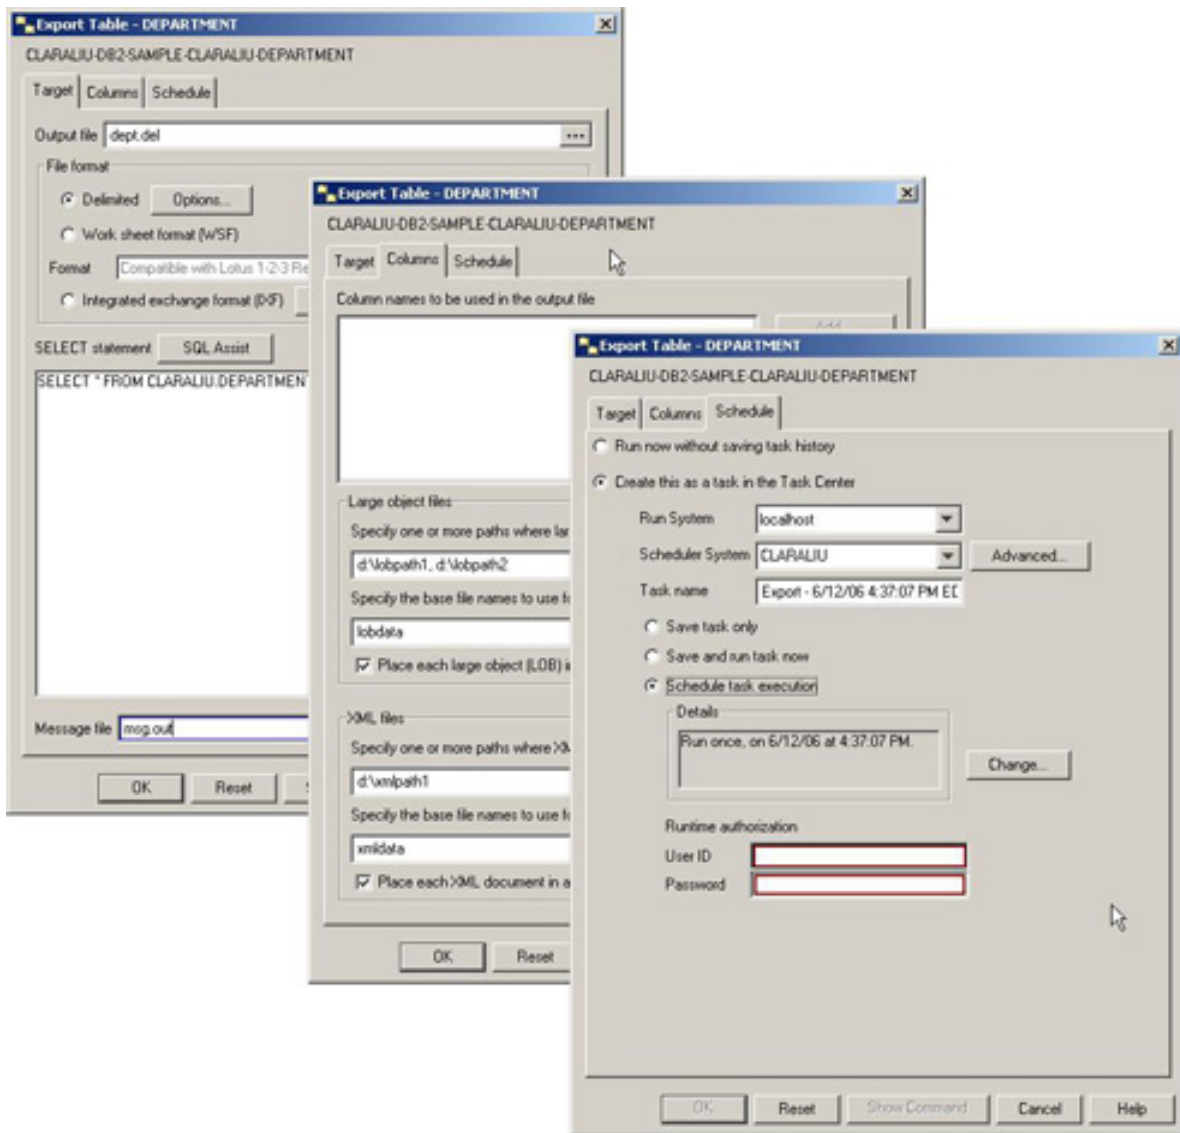 Export Table - DEPARTMENT
CLARALIU-DB2-SAMPLE-CLARALIU-DEPARTMENT
Target Columns Schedule
Output file dept.del ...
File format
Delimited Options...
Work sheet format (WSF)
Format Compatible with Lotus 1-2-3 Re
Integrated exchange format (IXF)
SELECT statement SQL Assist
SELECT * FROM CLARALIU.DEPARTMEN
Message file msg.out
OK Reset
Export Table - DEPARTMENT
CLARALIU-DB2-SAMPLE-CLARALIU-DEPARTMENT
Target Columns Schedule
Column names to be used in the output file
Add
Large object files
Specify one or more paths where lar
d:\lobpath1, d:\lobpath2
Specify the base file names to use fo
lobdata
Place each large object (LOB) i
XML files
Specify one or more paths where XM
d:\xmlpath1
Specify the base file names to use fo
xmldata
Place each XML document in a
OK Reset
Export Table - DEPARTMENT
CLARALIU-DB2-SAMPLE-CLARALIU-DEPARTMENT
Target Columns Schedule
Run now without saving task history
Create this as a task in the Task Center
Run System localhost
Scheduler System CLARALIU Advanced...
Task name Export - 6/12/06 4:37:07 PM ED
Save task only
Save and run task now
Schedule task execution
Details
Run once, on 6/12/06 at 4:37:07 PM.
Change...
Runtime authorization
User ID
Password
OK Reset Show Command Cancel Help